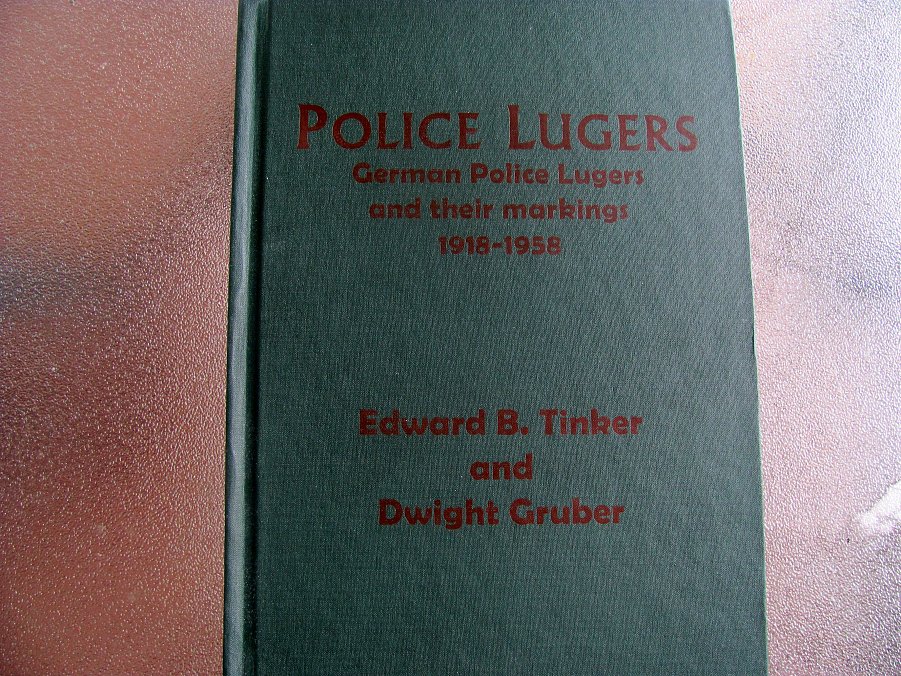 POLICE LUGERS
German Police Lugers
and their markings
1918-1958
Edward B. Tinker
and
Dwight Gruber